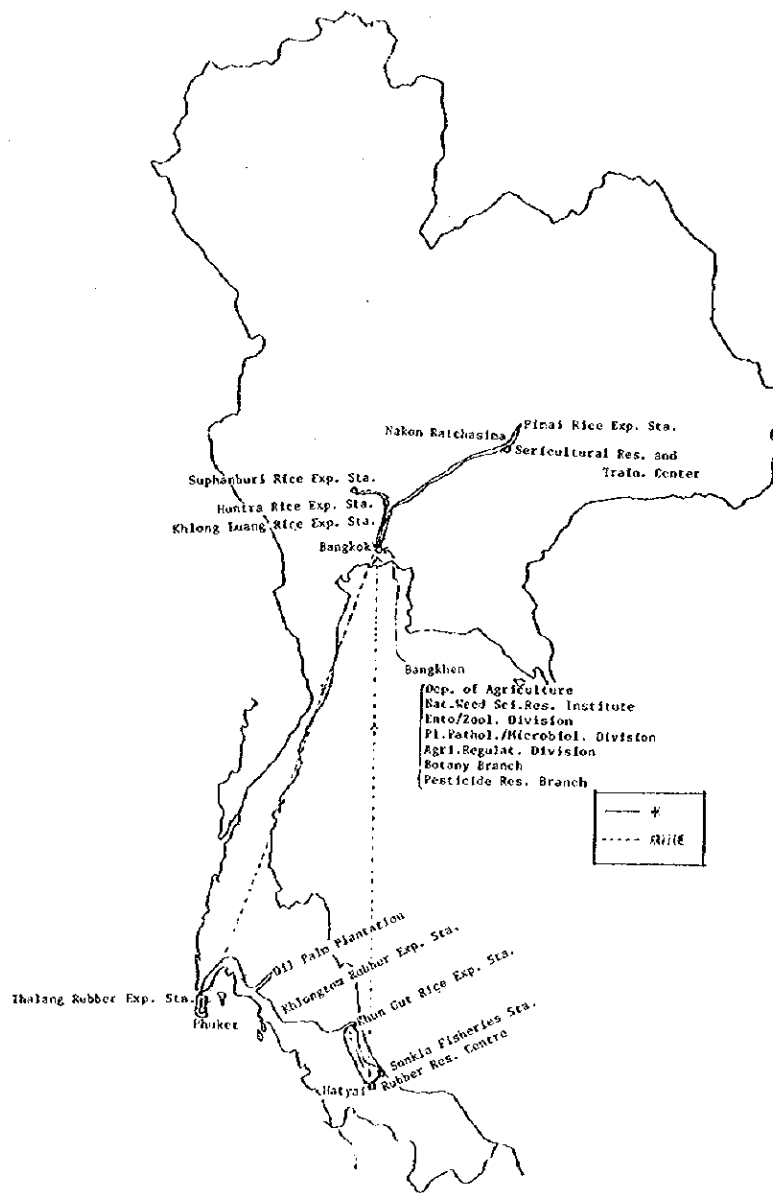 Nakon Ratchasima
Pimai Rice Exp. Sta.
Sericultural Res. and
Train. Center
Suphanburi Rice Exp. Sta.
Huntra Rice Exp. Sta.
Khlong Luang Rice Exp. Sta.
Bangkok
Bangkhen
Dep. of Agriculture
Nat.Weed Sci.Res. Institute
Ento/Zool. Division
Pl.Pathol./Microbiol. Division
Agri.Regulat. Division
Botany Branch
Pesticide Res. Branch
車
Oil Palm Plantation
Rubber Exp. Sta.
Khun Gut Rice Exp. Sta.
Sonkla Fisheries Sta.
Rubber Res. Centre
Hatyai
Thalang Rubber Exp. Sta.
Phuket